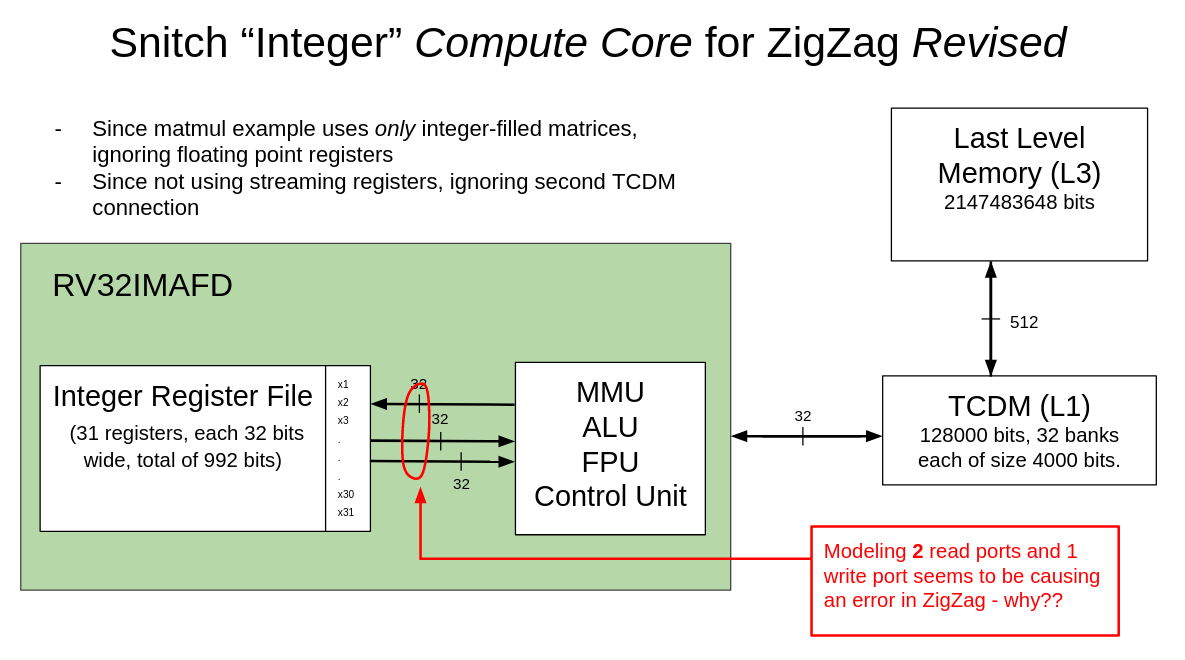 Snitch “Integer” Compute Core for ZigZag Revised
- Since matmul example uses only integer-filled matrices,
ignoring floating point registers
- Since not using streaming registers, ignoring second TCDM
connection
Last Level
Memory (L3)
2147483648 bits
512
RV32IMAFD
Integer Register File
(31 registers, each 32 bits
wide, total of 992 bits)
x1
x2
x3
.
.
.
x30
x31
32
32
32
MMU
ALU
FPU
Control Unit
32
TCDM (L1)
128000 bits, 32 banks
each of size 4000 bits.
Modeling 2 read ports and 1
write port seems to be causing
an error in ZigZag - why??